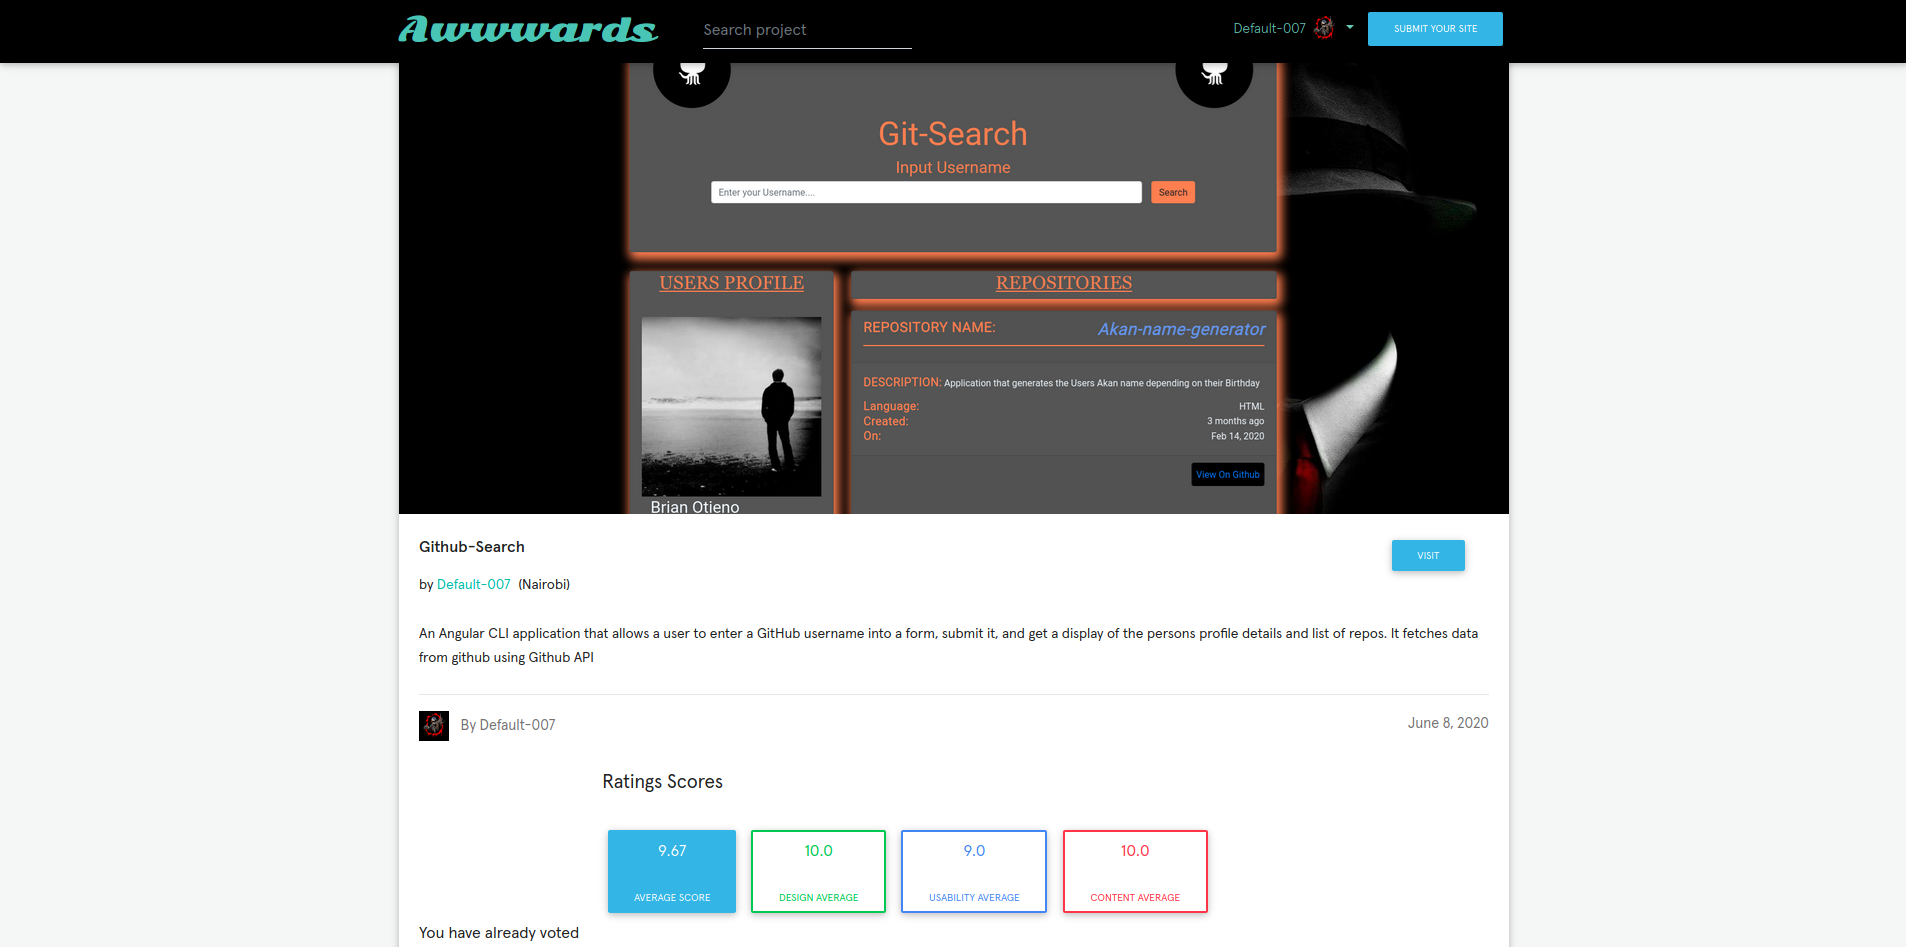 Awwwards
Search project
Default-007
SUBMIT YOUR SITE
Git-Search
Input Username
Enter your Username....
Search
USERS PROFILE
REPOSITORIES
REPOSITORY NAME:
Akan-name-generator
DESCRIPTION: Application that generates the Users Akan name depending on their Birthday
Language:
HTML
Created:
3 months ago
On:
Feb 14, 2020
View On Github
Brian Otieno
Github-Search
VISIT
by Default-007 (Nairobi)
An Angular CLI application that allows a user to enter a GitHub username into a form, submit it, and get a display of the persons profile details and list of repos. It fetches data
from github using Github API
By Default-007
June 8, 2020
Ratings Scores
9.67
AVERAGE SCORE
10.0
DESIGN AVERAGE
9.0
USABILITY AVERAGE
10.0
CONTENT AVERAGE
You have already voted